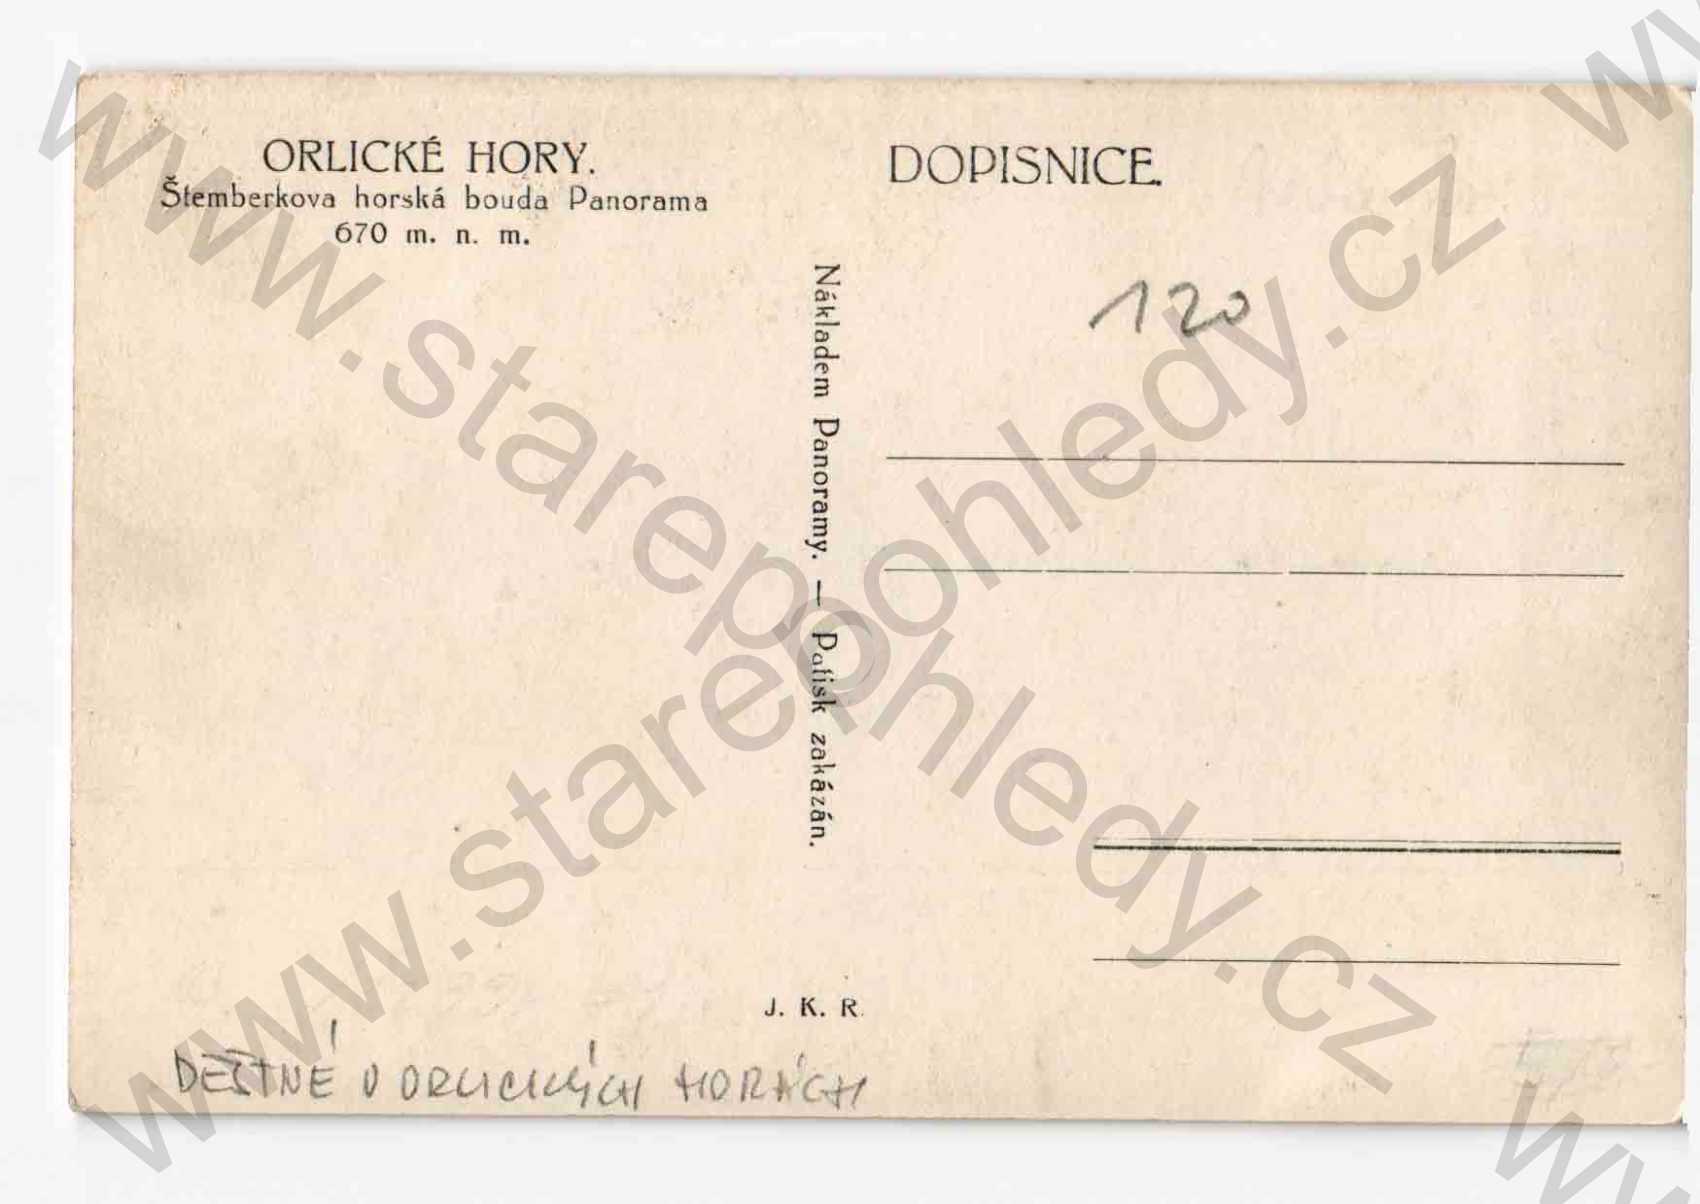 ORLICKÉ HORY.
Štemberkova horská bouda Panorama
670 m. n. m.
DOPISNICE.
120
Nákladem Panoramy. — Patisk zakázán.
J. K. R.
DEŠTNÉ V ORLICKÝCH HORÁCH
www.starepohledy.cz
www.starepohledy.cz